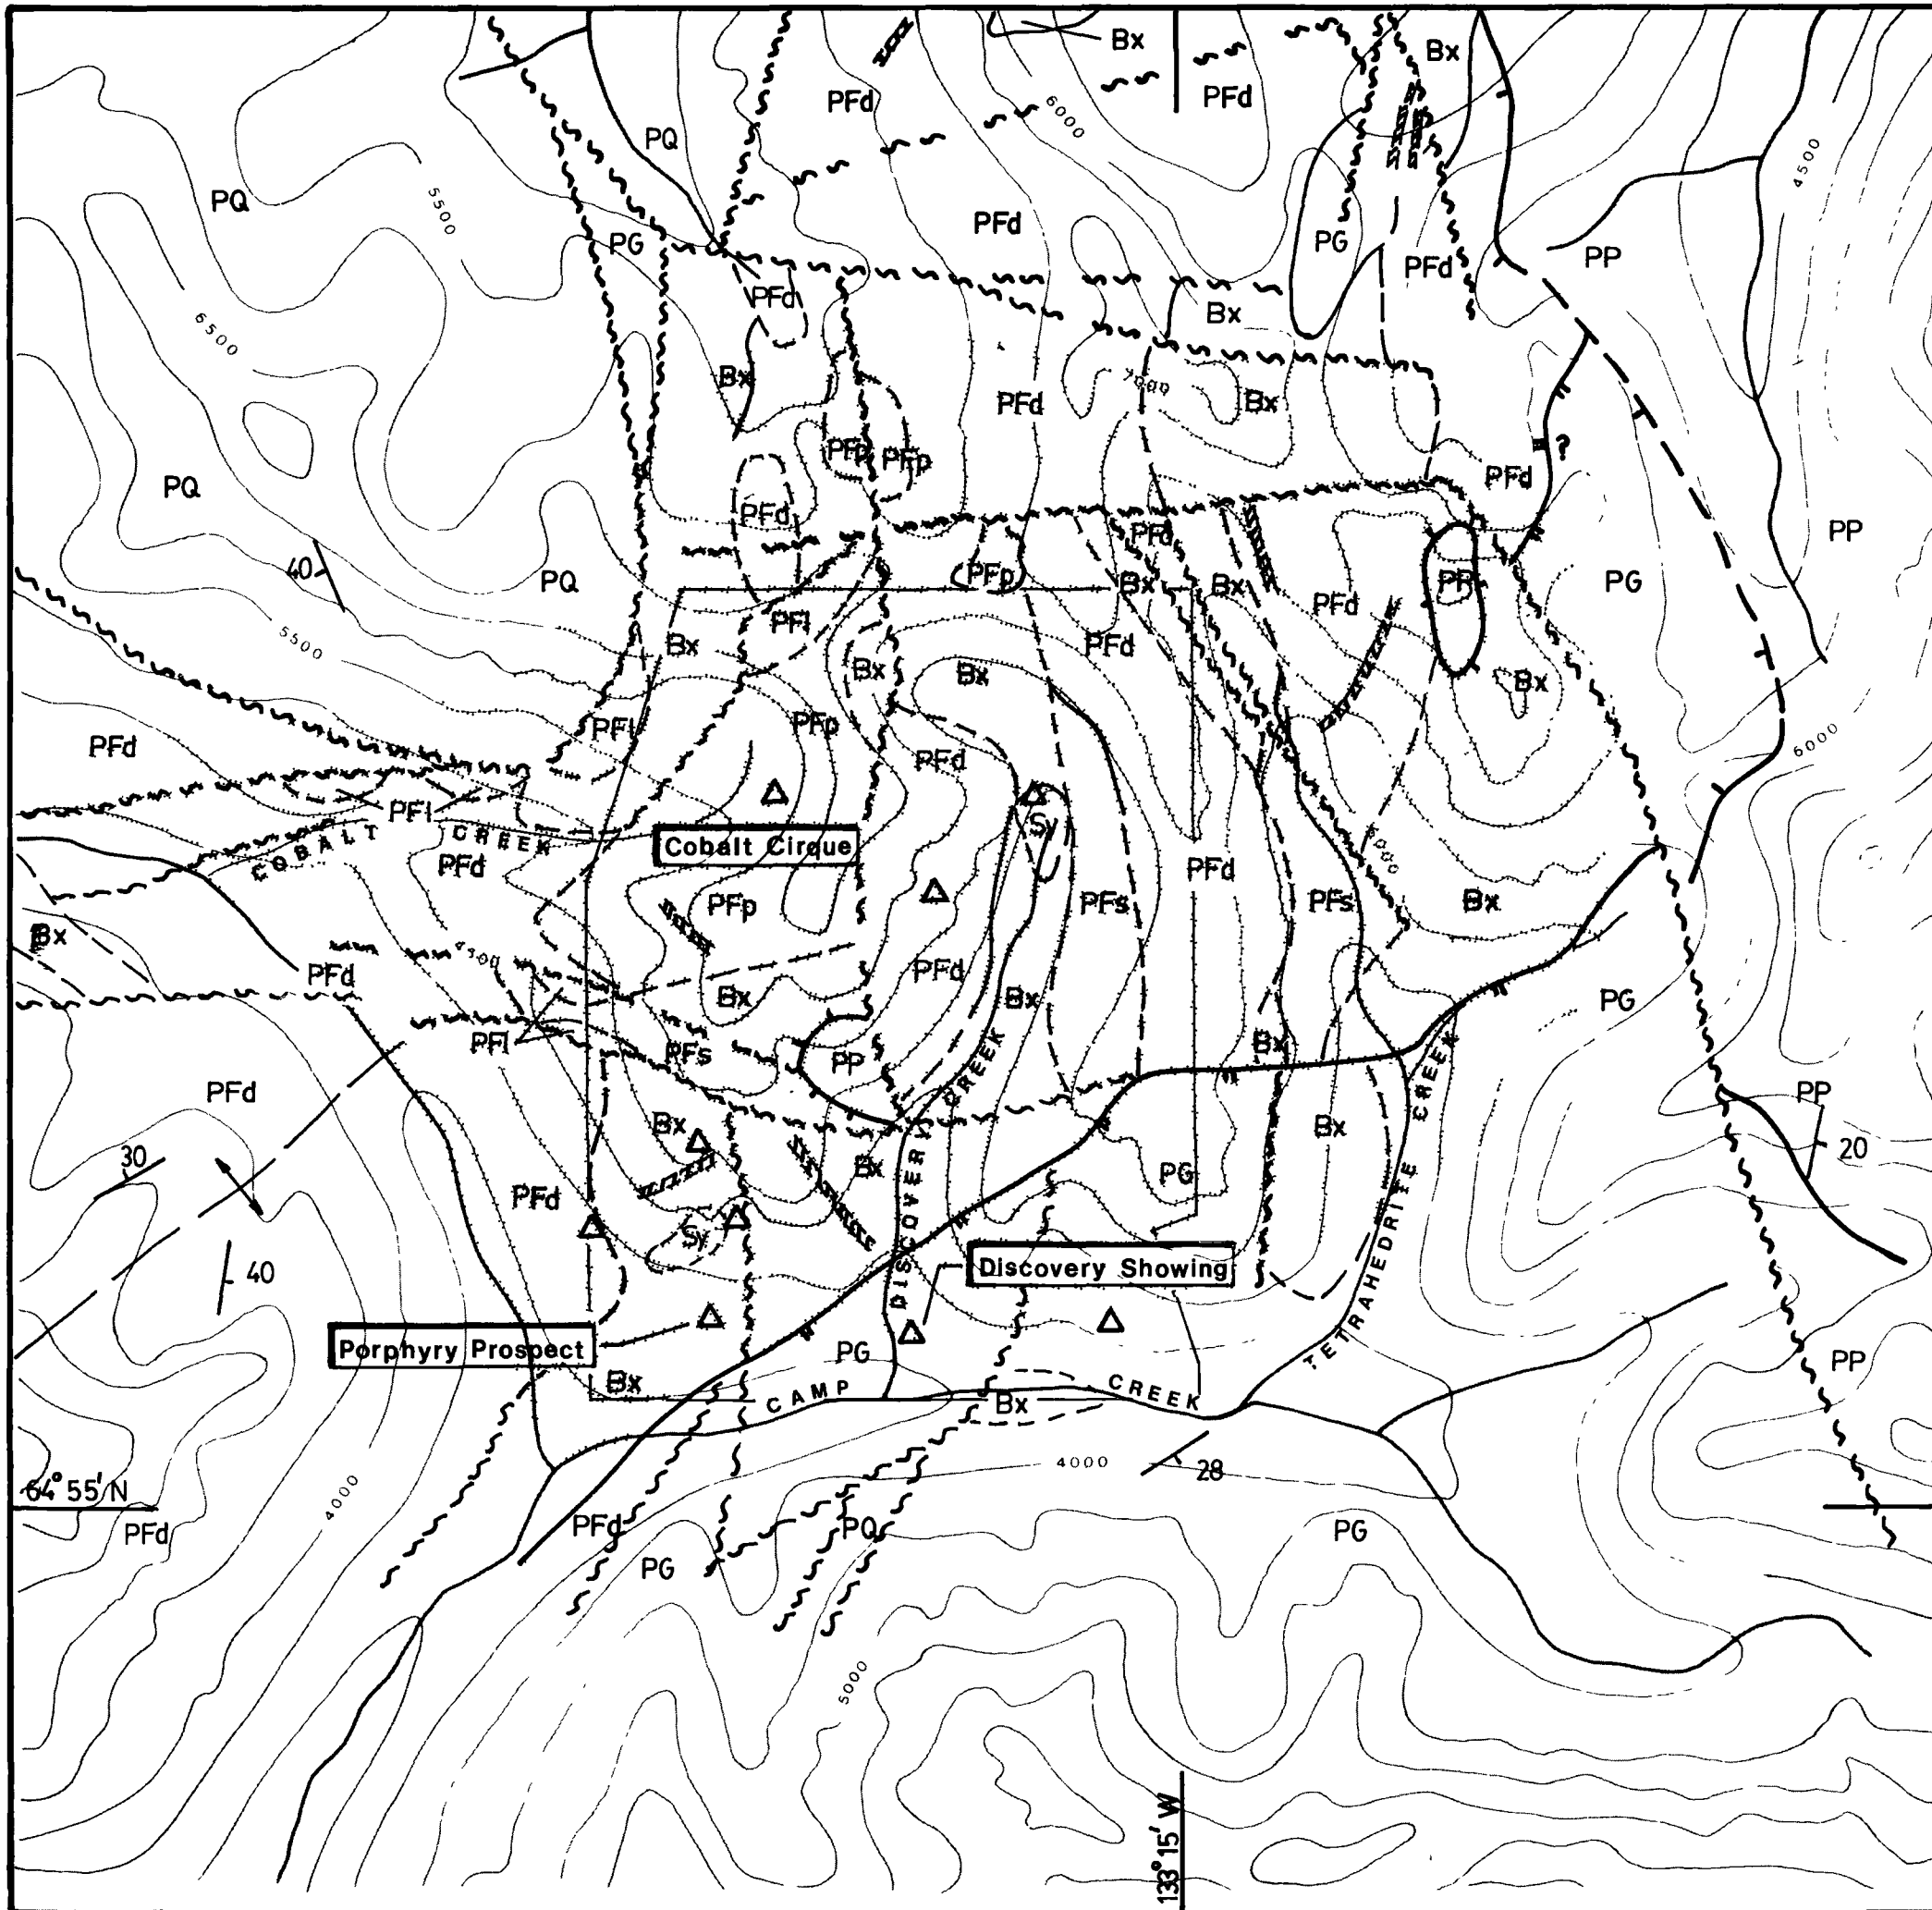 Bx
Bx
PFd
PFd
6000
PQ
4500
PQ
5500
PFd
PG
PG
PFd
PP
PFd
Bx
6500
Bx
7000
PFd
Bx
?
PFp
PFp
PFd
PQ
PFd
PFd
PP
40
PQ
PFp
Bx
Bx
PFd
PP
PG
PFl
5500
Bx
PFd
Bx
Bx
Bx
PFl
PFp
PFd
PFd
6000
Sy
PFl
COBALT CREEK
Cobalt Cirque
PFd
PFd
PFp
PFs
PFs
Bx
Bx
PFd
PFd
Bx
Bx
PG
PFl
PFs
PP
Bx
PFd
PP
Bx
Bx
Bx
20
30
PFd
PG
Sy
DISCOVERY CREEK
TETRAHEDRITE CREEK
40
Discovery Showing
Porphyry Prospect
PG
PP
Bx
CAMP CREEK
Bx
4000
28
64°55'N
4000
PFd
PFd
PQ
PG
PG
5000
133°15' W